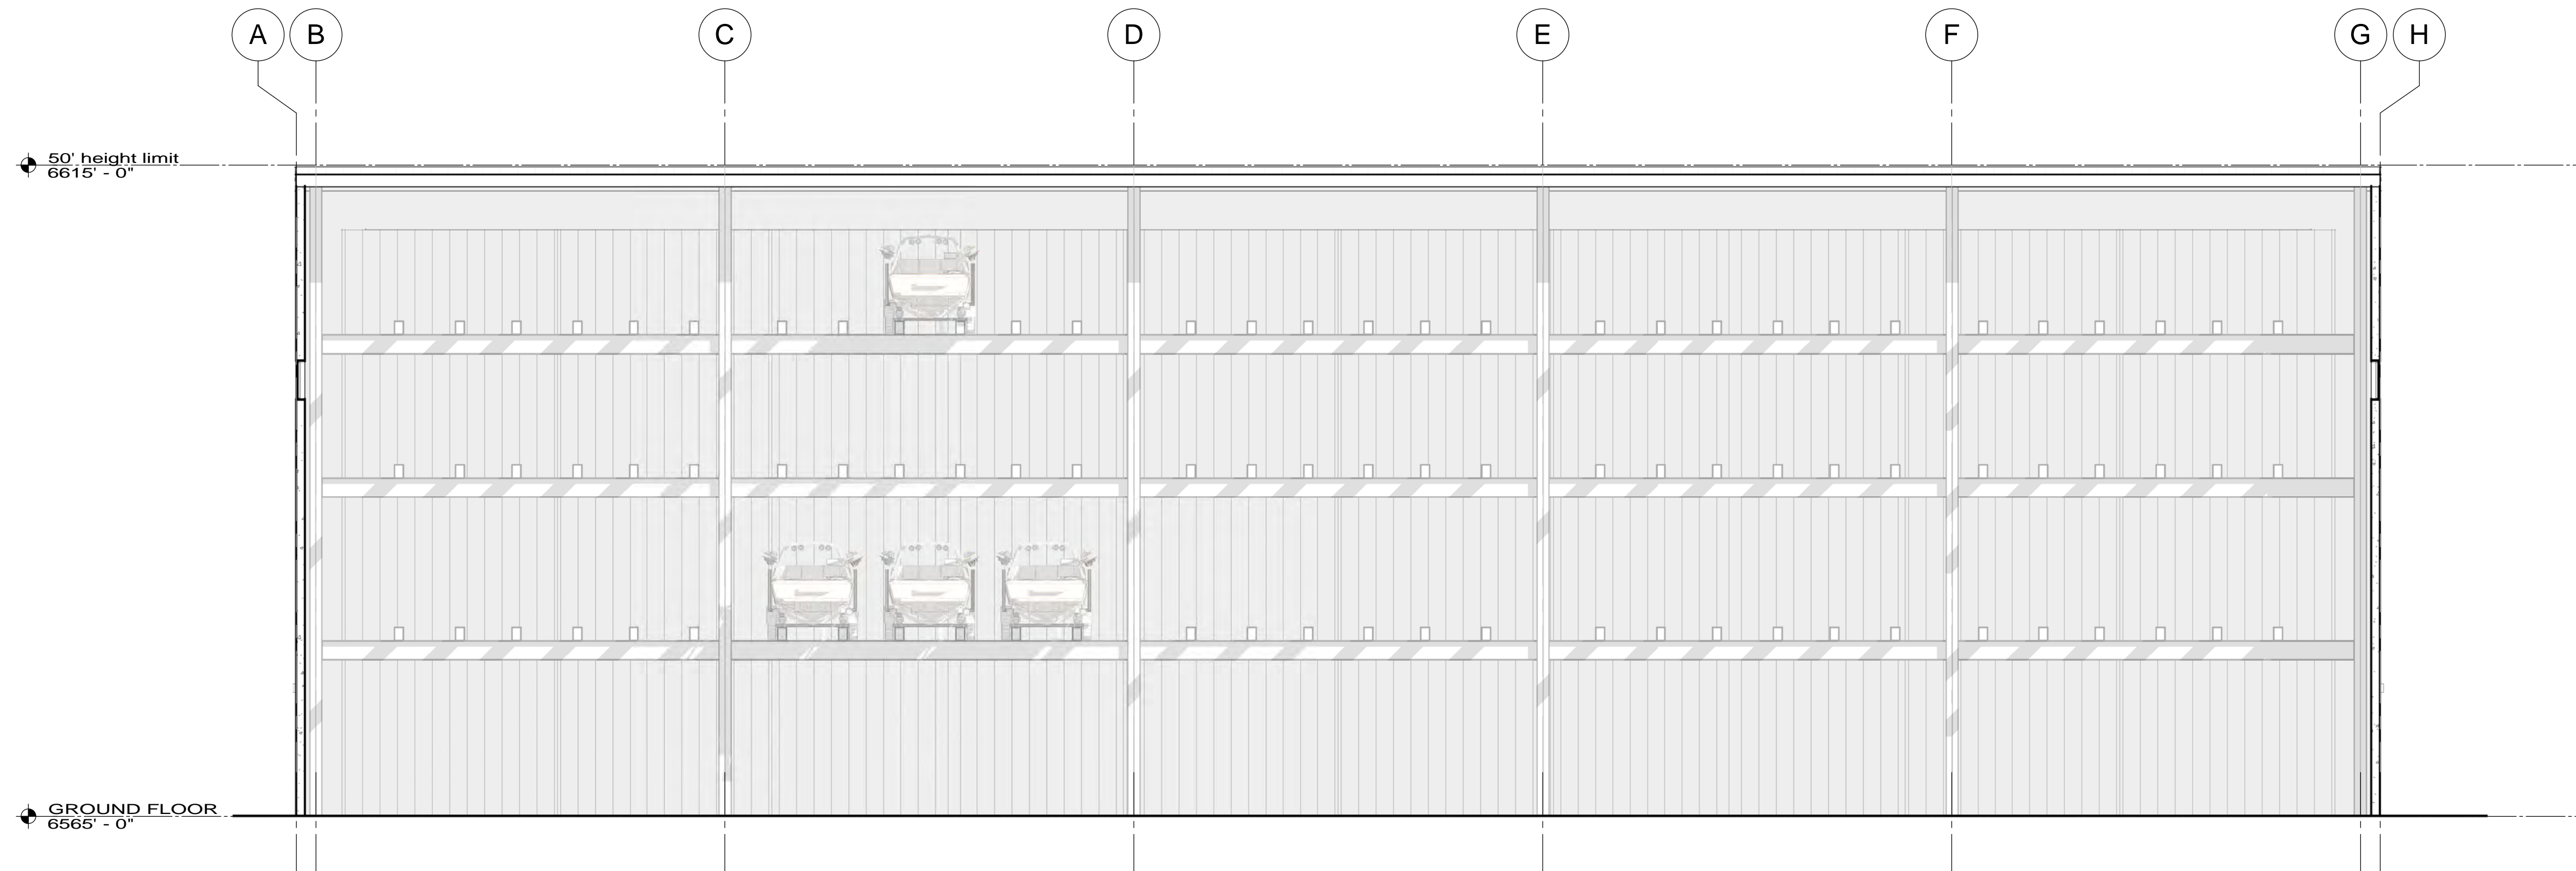 A B C D E F G H
50' height limit
6615' - 0"
GROUND FLOOR
6565' - 0"